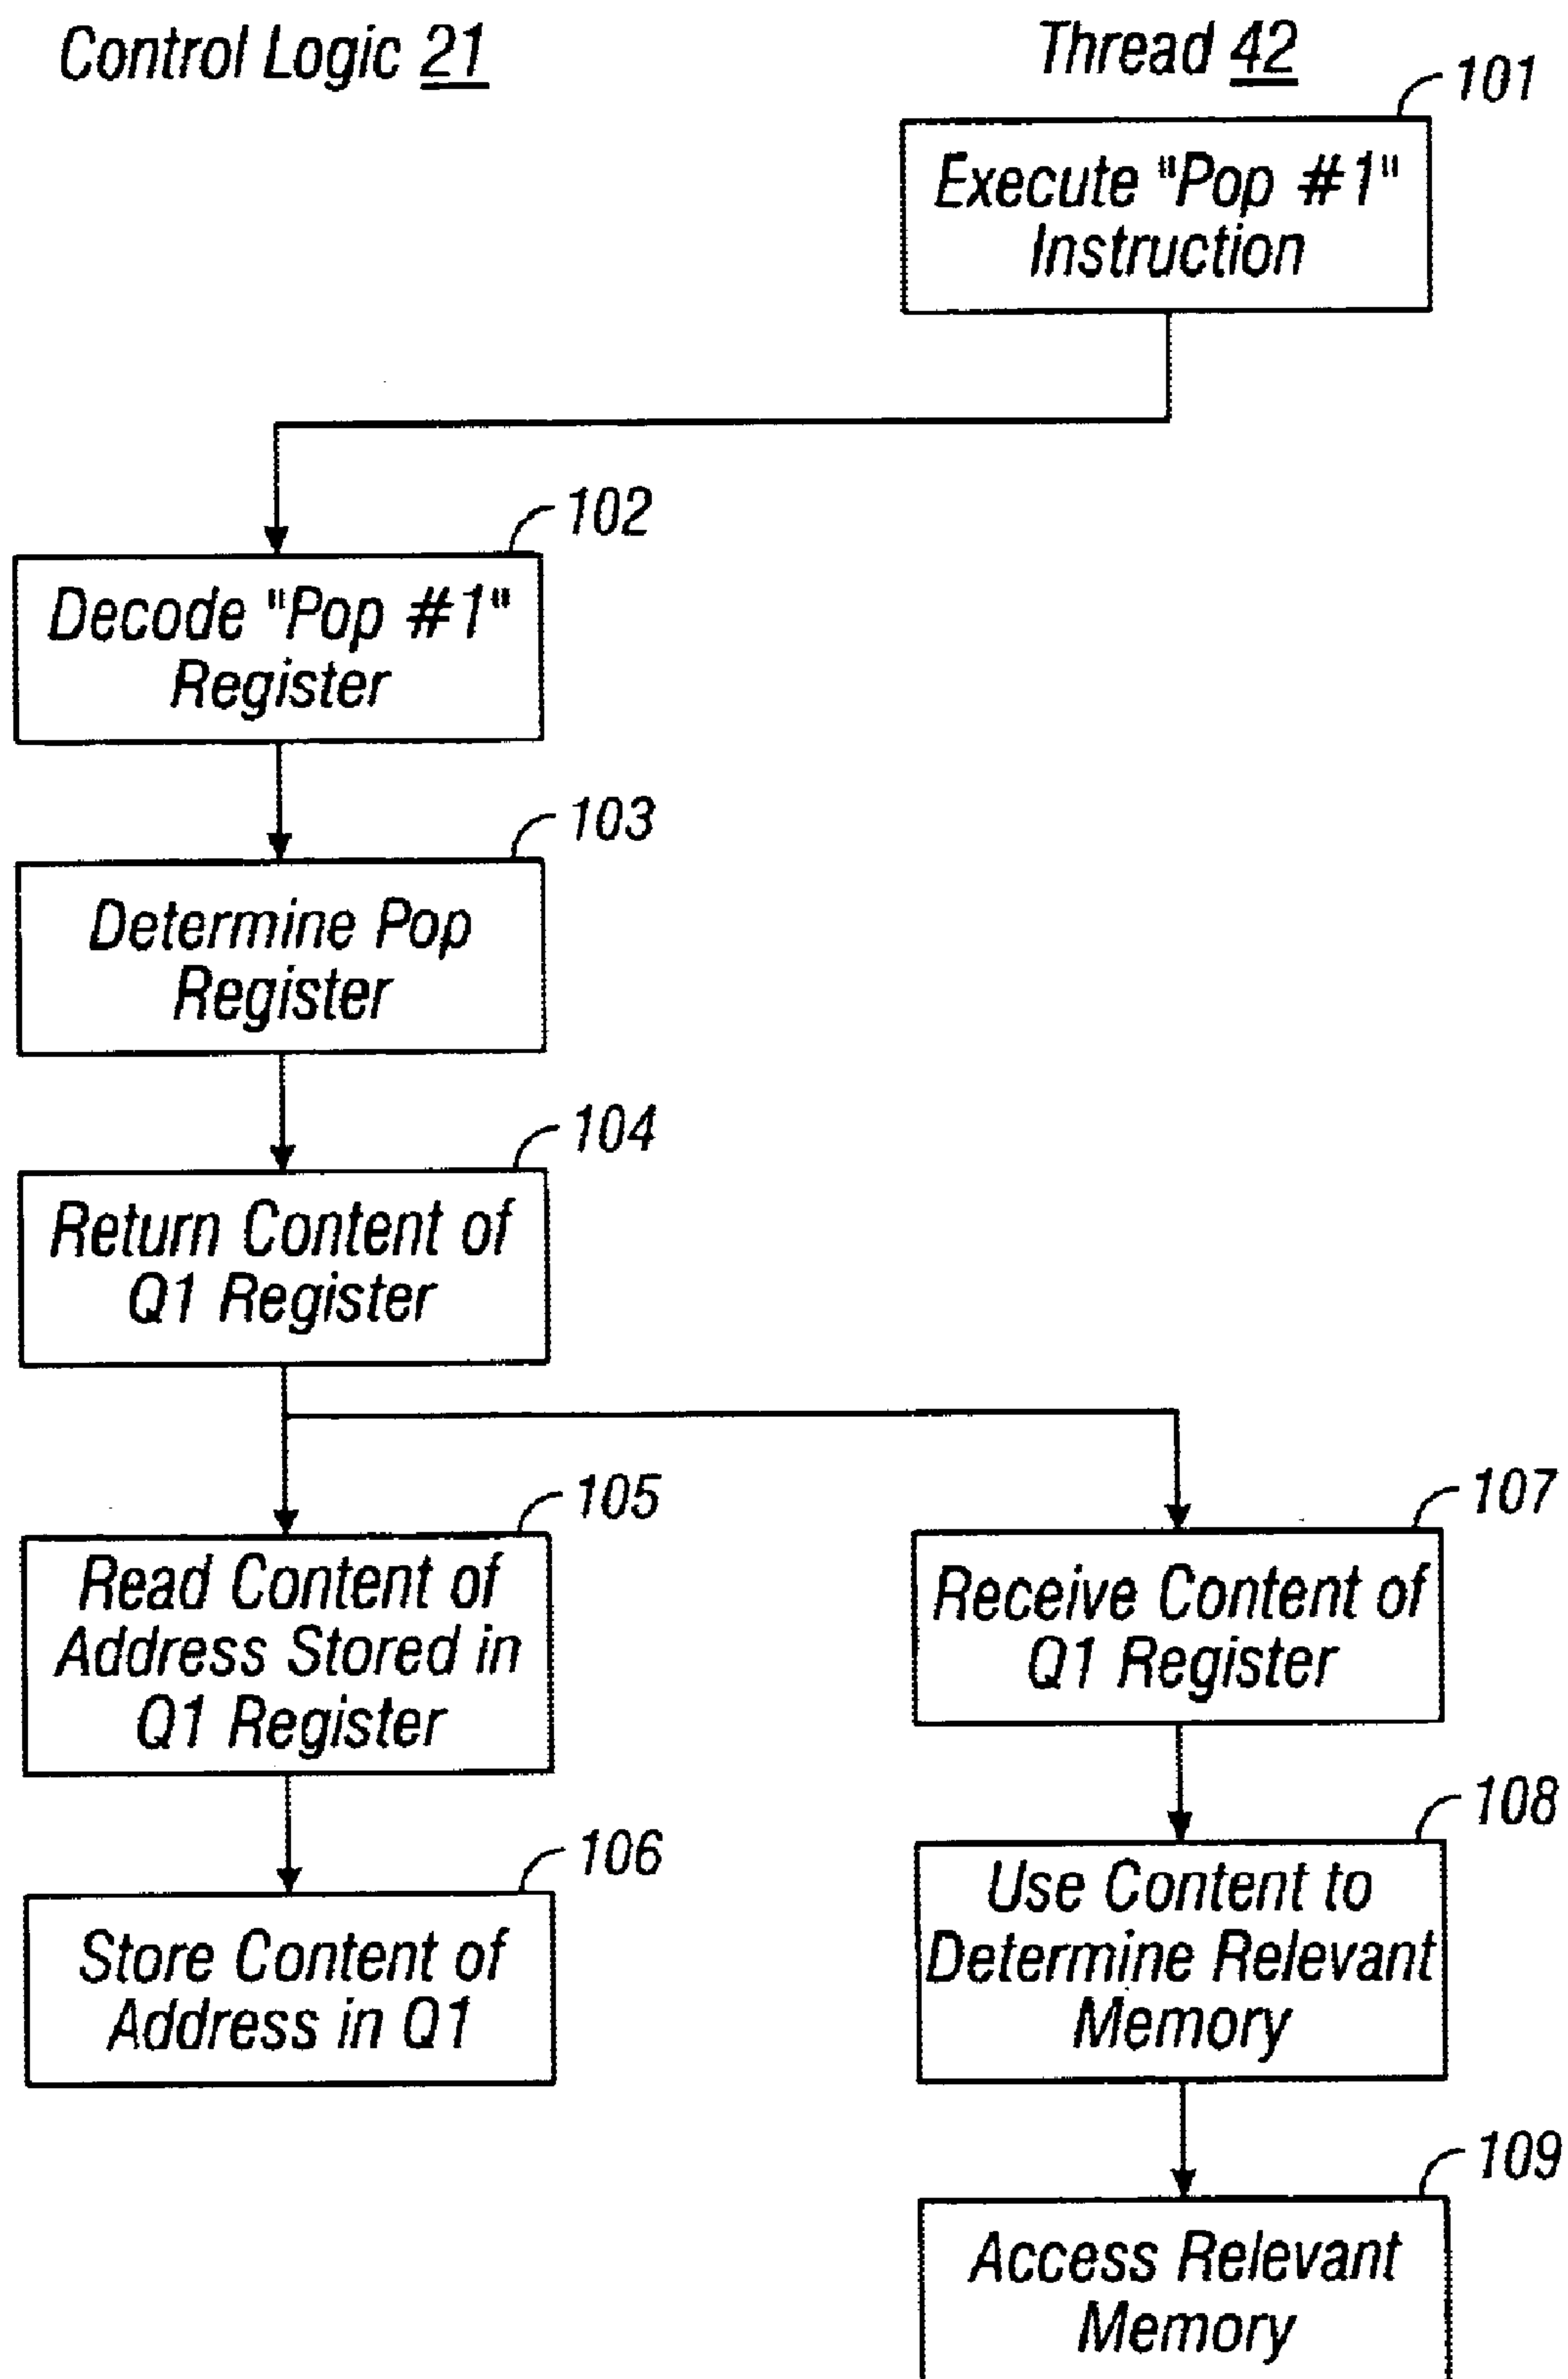 Control Logic 21
Thread 42
101
Execute "Pop #1"
Instruction
102
Decode "Pop #1"
Register
103
Determine Pop
Register
104
Return Content of
Q1 Register
105
Read Content of
Address Stored in
Q1 Register
106
Store Content of
Address in Q1
107
Receive Content of
Q1 Register
108
Use Content to
Determine Relevant
Memory
109
Access Relevant
Memory